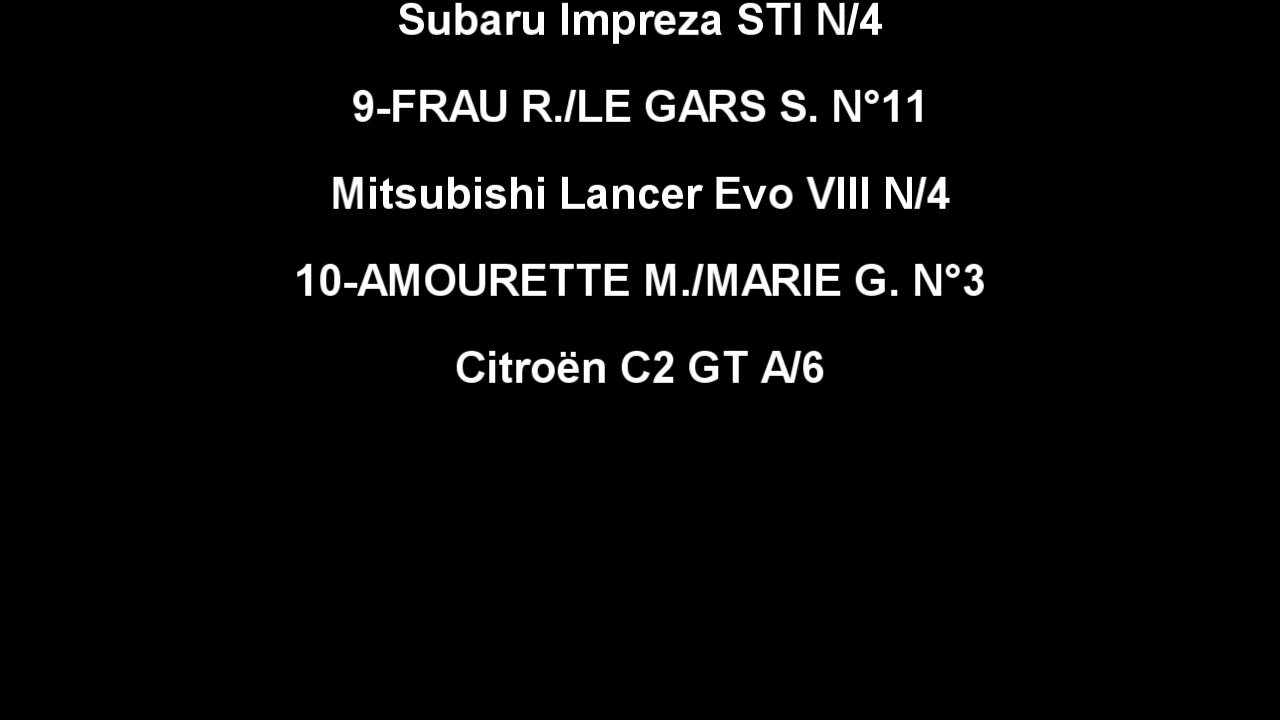 Subaru Impreza STI N/4
9-FRAU R./LE GARS S. N°11
Mitsubishi Lancer Evo VIII N/4
10-AMOURETTE M./MARIE G. N°3
Citroën C2 GT A/6